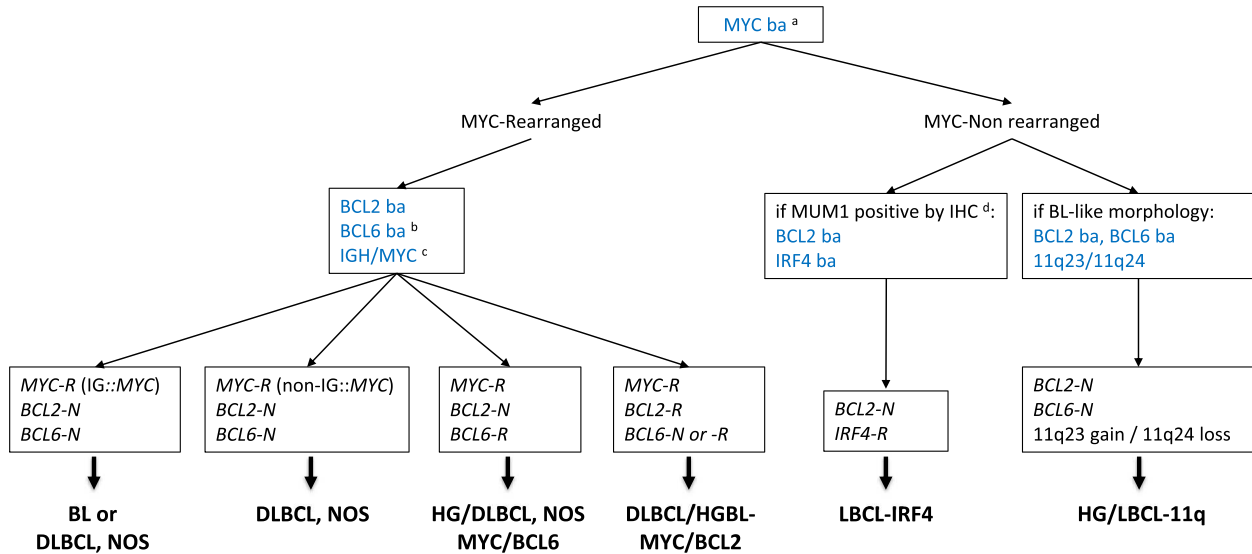 MYC ba a
MYC-Rearranged
MYC-Non rearranged
BCL2 ba
BCL6 ba b
IGH/MYC c
if MUM1 positive by IHC d:
BCL2 ba
IRF4 ba
if BL-like morphology:
BCL2 ba, BCL6 ba
11q23/11q24
MYC-R (IG::MYC)
BCL2-N
BCL6-N
MYC-R (non-IG::MYC)
BCL2-N
BCL6-N
MYC-R
BCL2-N
BCL6-R
MYC-R
BCL2-R
BCL6-N or -R
BCL2-N
IRF4-R
BCL2-N
BCL6-N
11q23 gain / 11q24 loss
BL or
DLBCL, NOS
DLBCL, NOS
HG/DLBCL, NOS
MYC/BCL6
DLBCL/HGBL-
MYC/BCL2
LBCL-IRF4
HG/LBCL-11q